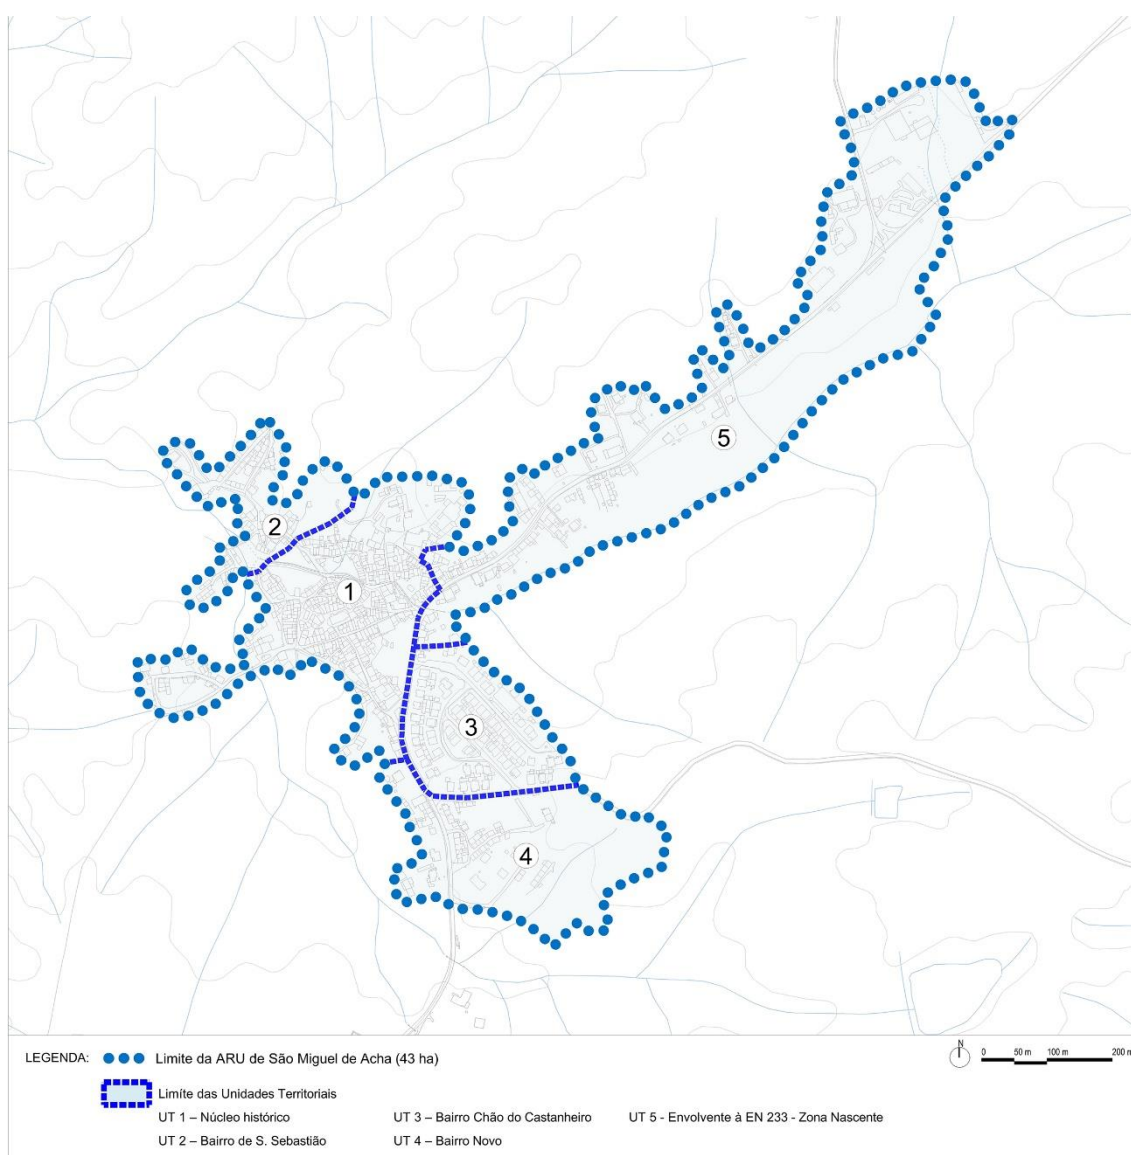 5
2
1
3
4
LEGENDA: Limite da ARU de São Miguel de Acha (43 ha)
N
0 50 m 100 m 200 m
Limíte das Unidades Territoriais
UT 1 – Núcleo histórico UT 3 – Bairro Chão do Castanheiro UT 5 - Envolvente à EN 233 - Zona Nascente
UT 2 – Bairro de S. Sebastião UT 4 – Bairro Novo